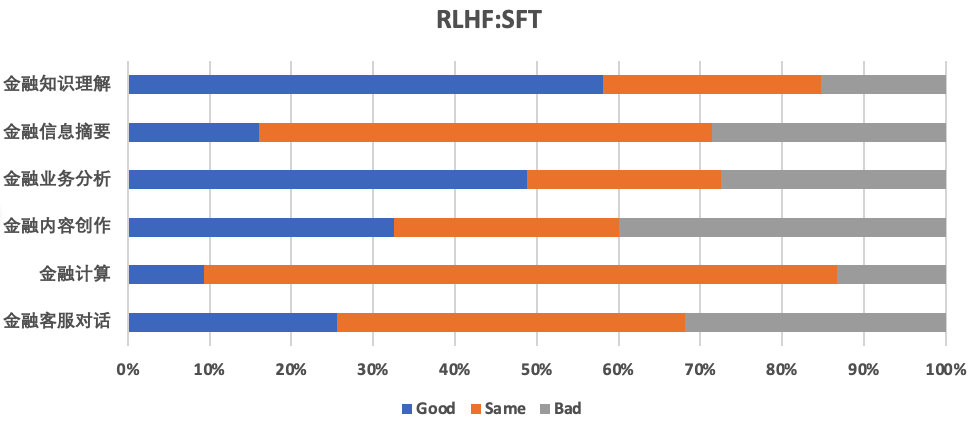 RLHF:SFT
金融知识理解
金融信息摘要
金融业务分析
金融内容创作
金融计算
金融客服对话
0% 10% 20% 30% 40% 50% 60% 70% 80% 90% 100%
Good Same Bad